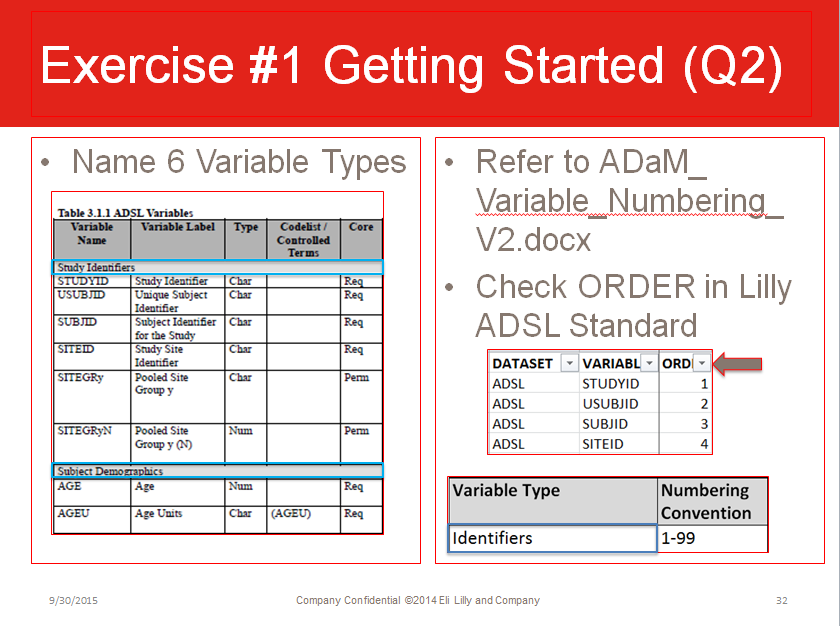 Exercise #1 Getting Started (Q2)
• Name 6 Variable Types
Table 3.1.1 ADSL Variables
Variable Name Variable Label Type Codelist / Controlled Terms Core
Study Identifiers
STUDYID Study Identifier Char Req
USUBJID Unique Subject Identifier Char Req
SUBJID Subject Identifier for the Study Char Req
SITEID Study Site Identifier Char Req
SITEGRy Pooled Site Group y Char Perm
SITEGRyN Pooled Site Group y (N) Num Perm
Subject Demographics
AGE Age Num Req
AGEU Age Units Char (AGEU) Req
• Refer to ADaM_
Variable_Numbering_
V2.docx
• Check ORDER in Lilly
ADSL Standard
DATASET VARIABL ORDI
ADSL STUDYID 1
ADSL USUBJID 2
ADSL SUBJID 3
ADSL SITEID 4
Variable Type Numbering Convention
Identifiers 1-99
9/30/2015 Company Confidential ©2014 Eli Lilly and Company 32